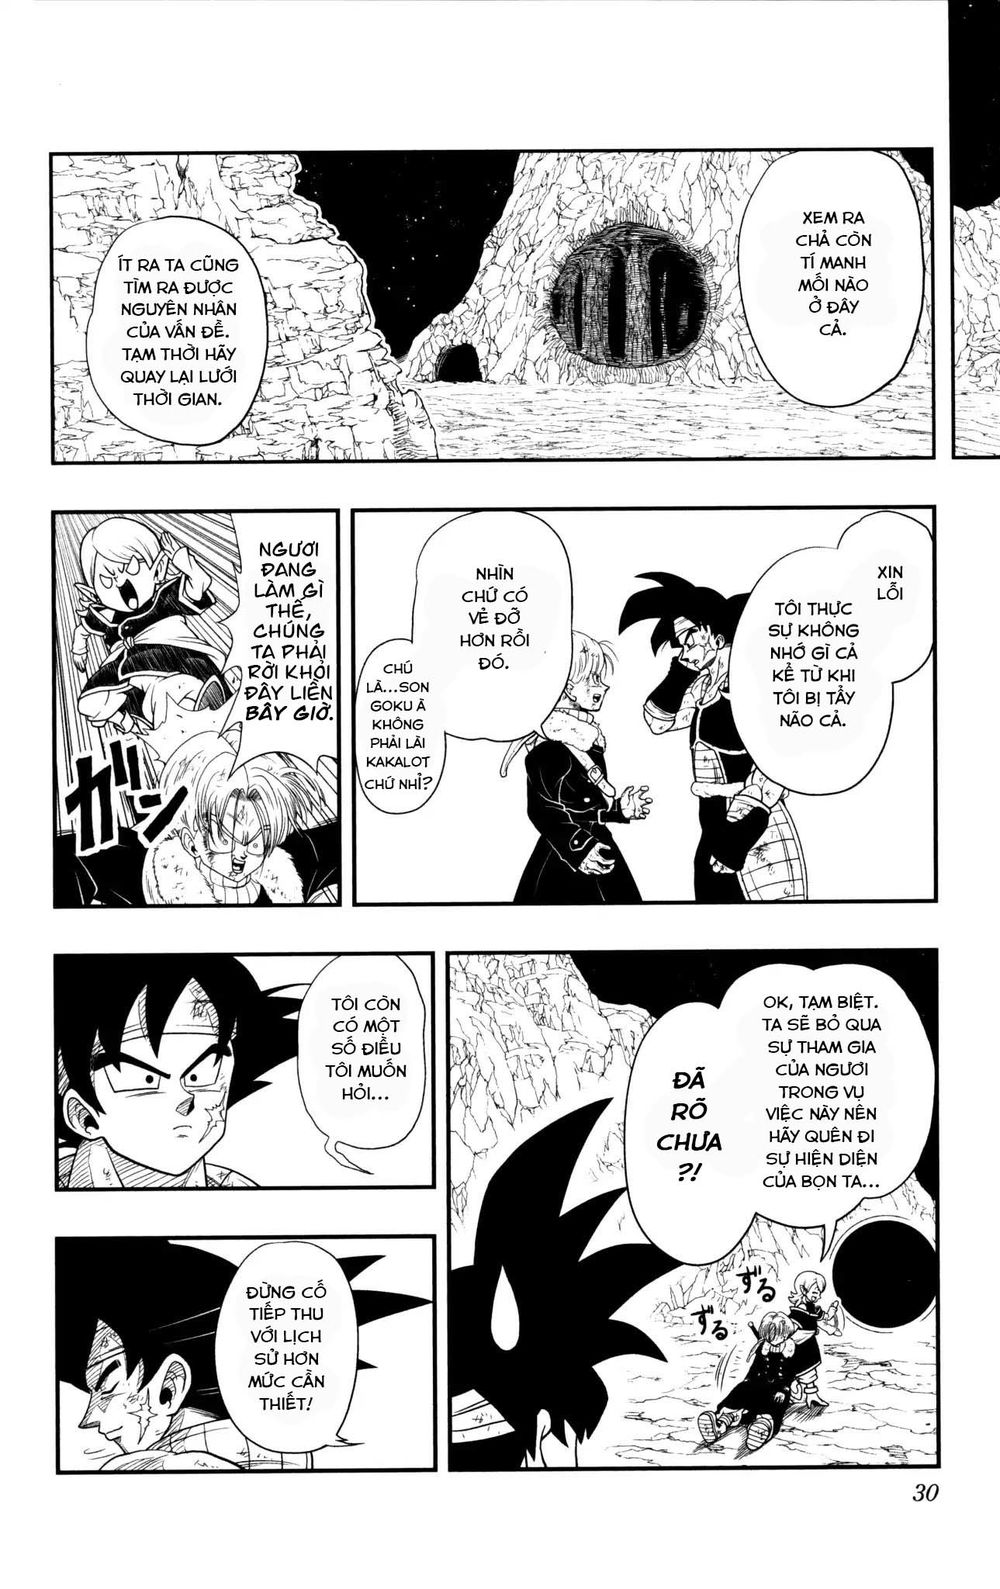 XEM RA
CHẢ CÒN
TÍ MANH
MỐI NÀO
Ở ĐÂY
CẢ.
ÍT RA TA CŨNG
TÌM RA ĐƯỢC
NGUYÊN NHÂN
CỦA VẤN ĐỀ.
TẠM THỜI HÃY
QUAY LẠI LƯỚI
THỜI GIAN.
XIN
LỖI
TÔI THỰC
SỰ KHÔNG
NHỚ GÌ CẢ
KỂ TỪ KHI
TÔI BỊ TẨY
NÃO CẢ.
NHÌN
CHỨ CÓ
VẺ ĐỠ
HƠN RỒI
ĐÓ.
CHÚ
LÀ...SON
GOKU À
KHÔNG
PHẢI LÀI
KAKALOT
CHỨ NHỈ?
NGƯƠI
ĐANG
LÀM GÌ
THẾ,
CHÚNG
TA PHẢI
RỜI KHỎI
ĐÂY LIỀN
BÂY GIỜ.
ガン
OK, TẠM BIỆT.
TA SẼ BỎ QUA
SỰ THAM GIA
CỦA NGƯƠI
TRONG VỤ
VIỆC NÀY NÊN
HÃY QUÊN ĐI
SỰ HIỆN DIỆN
CỦA BỌN TA...
ĐÃ
RÕ
CHƯA
?!
ずる
ずる
TÔI CÒN
CÓ MỘT
SỐ ĐIỀU
TÔI MUỐN
HỎI...
ĐỪNG CỐ
TIẾP THU
VỚI LỊCH
SỬ HƠN
MỨC CẦN
THIẾT!
30